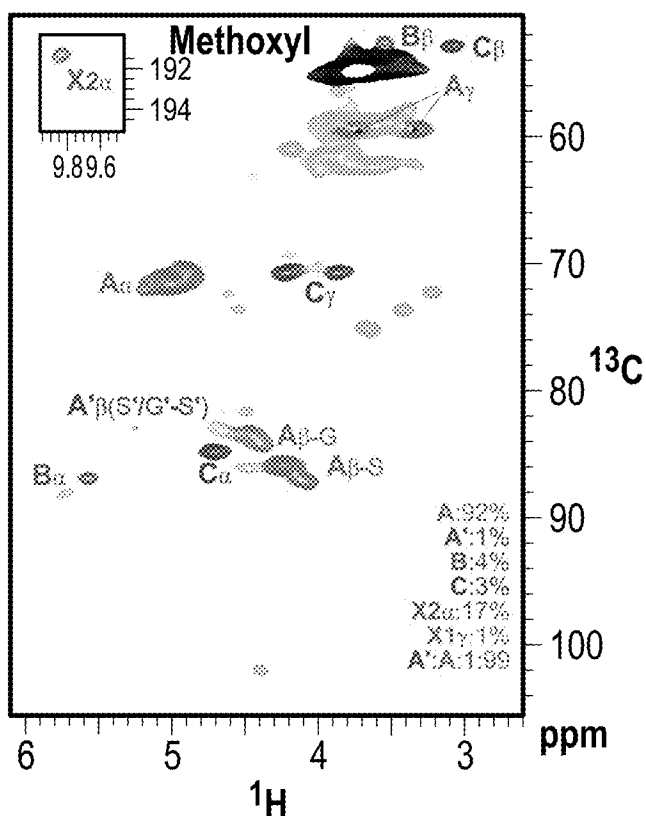 Methoxyl
X2α
192
194
9.8 9.6
Bβ
Cβ
Aγ
60
Aα
Cγ
70
13C
80
A'β(S'/G'-S')
Aβ-G
Bα
Cα
Aβ-S
90
A:92%
A':1%
B:4%
C:3%
X2α:17%
X1γ:1%
A':A:1:99
100
6 5 4 3 ppm
1H